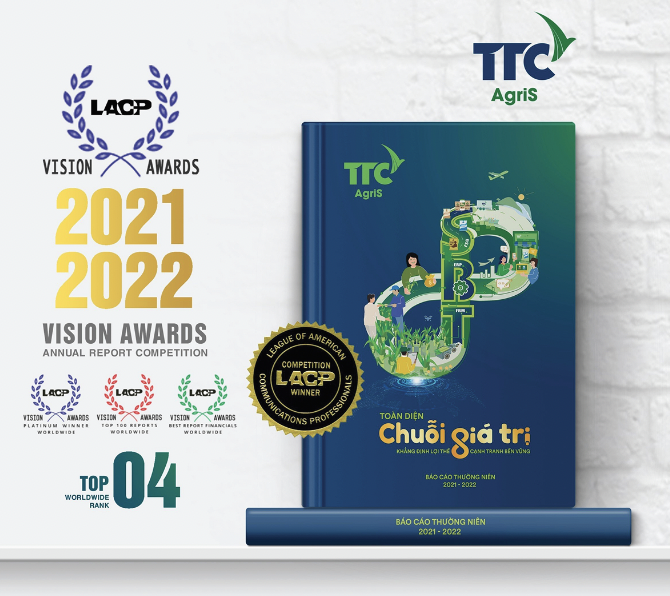 TTC
AgriS
LACP
VISION AWARDS
2021
2022
VISION AWARDS
ANNUAL REPORT COMPETITION
LACP
VISION AWARDS
PLATINUM WINNER
WORLDWIDE
LACP
VISION AWARDS
TOP 100 REPORTS
WORLDWIDE
LACP
VISION AWARDS
BEST REPORT FINANCIALS
WORLDWIDE
TOP
WORLDWIDE
RANK
04
LEAGUE OF AMERICAN
COMPETITION
LACP
WINNER
COMMUNICATIONS PROFESSIONALS
TTC
AgriS
SBT
TOÀN DIỆN
Chuỗi giá trị
KHẲNG ĐỊNH LỢI THẾ CẠNH TRANH BỀN VỮNG
BÁO CÁO THƯỜNG NIÊN
2021 - 2022
BÁO CÁO THƯỜNG NIÊN
2021 - 2022